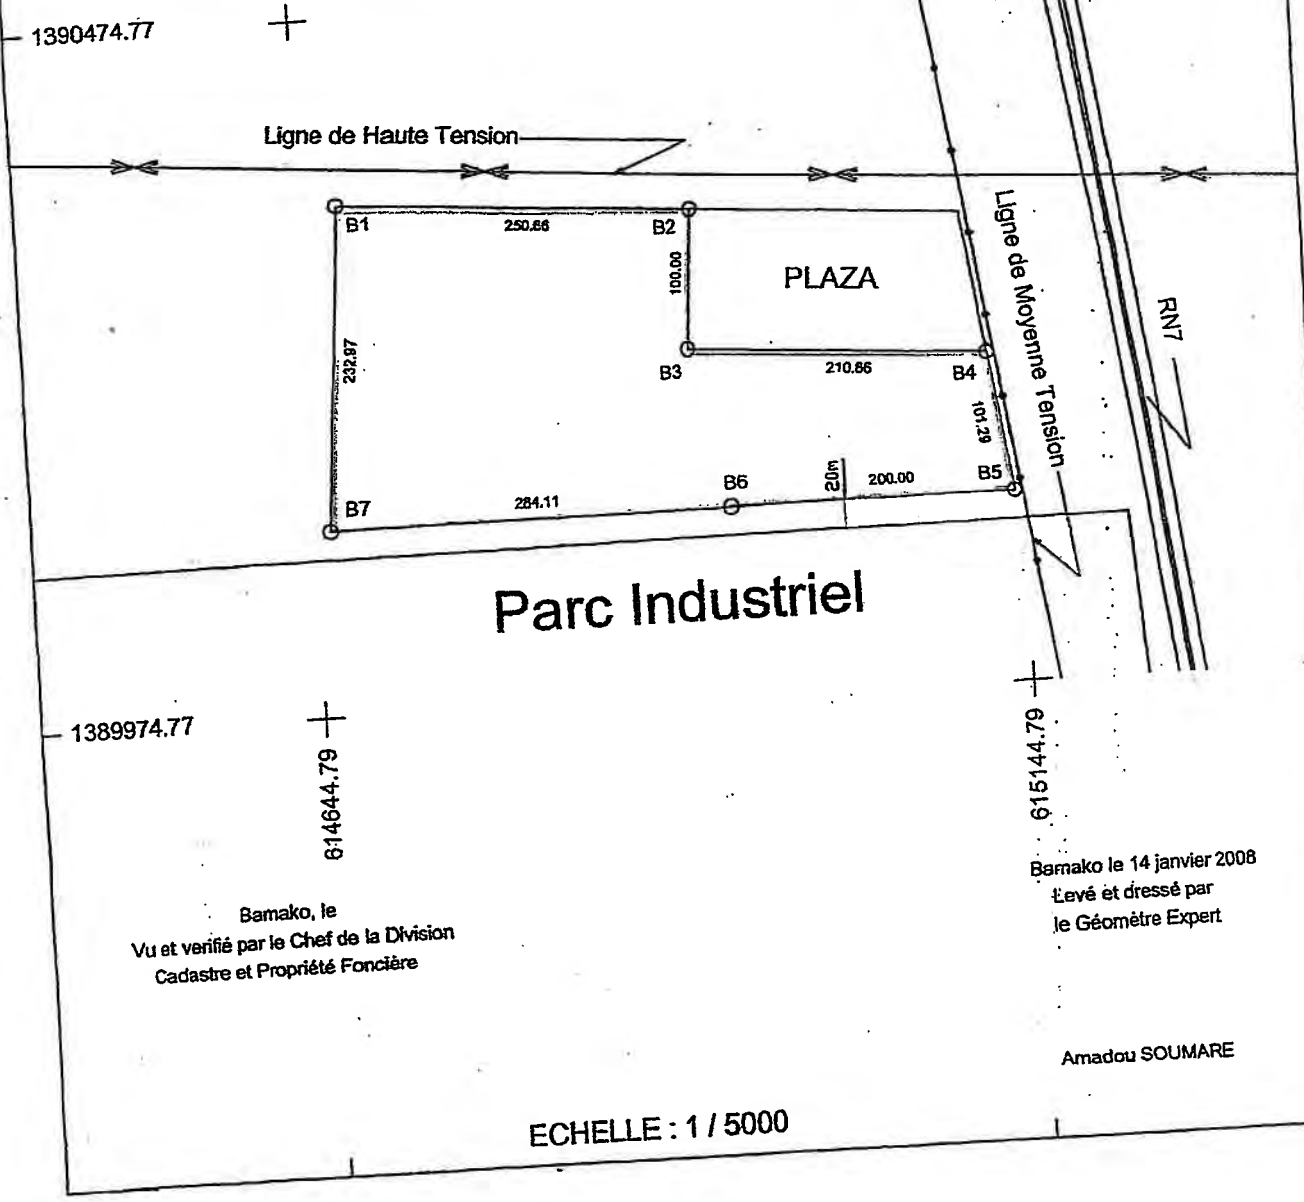 1390474.77
Ligne de Haute Tension
B1
250.66
B2
100.00
PLAZA
Ligne de Moyenne Tension
RN7
232.97
B3
210.86
B4
101.29
B7
284.11
B6
50m
200.00
B5
Parc Industriel
1389974.77
614644.79
615144.79
Bamako, le
Vu et verifié par le Chef de la Division
Cadastre et Propriété Foncière
Bamako le 14 janvier 2008
Levé et dressé par
le Géomètre Expert
Amadou SOUMARE
ECHELLE : 1 / 5000